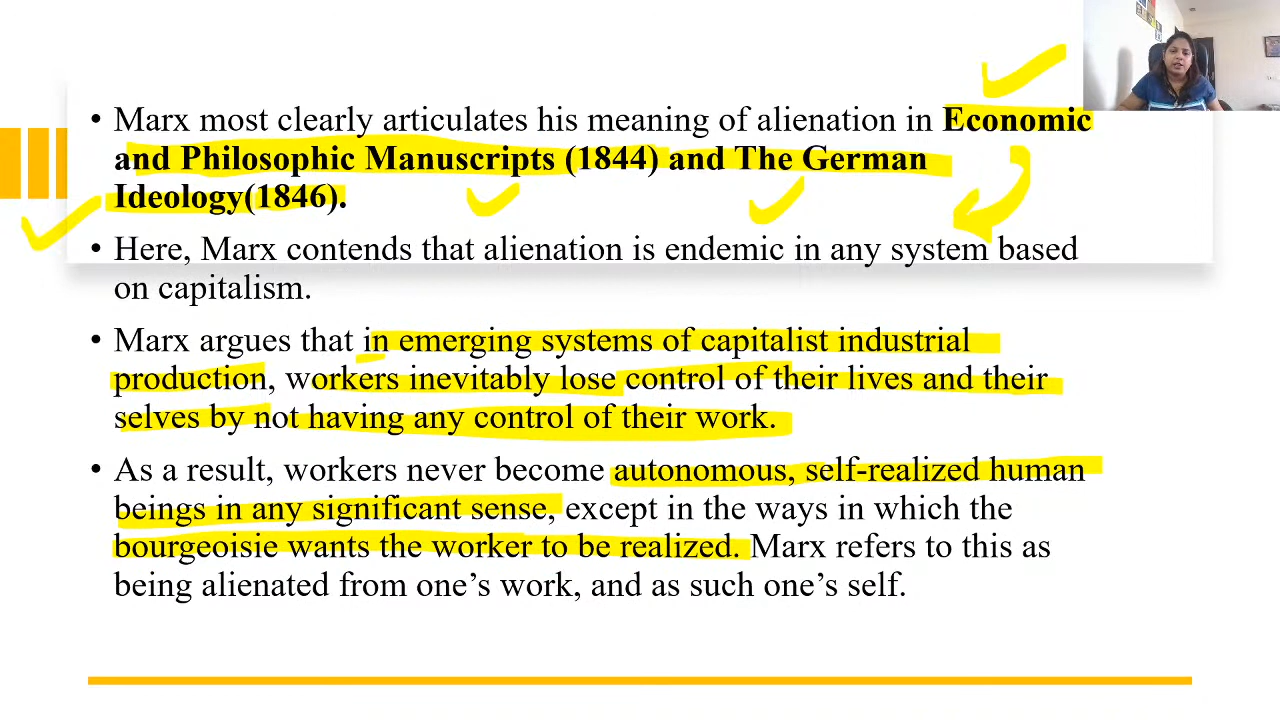 • Marx most clearly articulates his meaning of alienation in Economic
and Philosophic Manuscripts (1844) and The German
Ideology(1846).
• Here, Marx contends that alienation is endemic in any system based
on capitalism.
• Marx argues that in emerging systems of capitalist industrial
production, workers inevitably lose control of their lives and their
selves by not having any control of their work.
• As a result, workers never become autonomous, self-realized human
beings in any significant sense, except in the ways in which the
bourgeoisie wants the worker to be realized. Marx refers to this as
being alienated from one’s work, and as such one’s self.